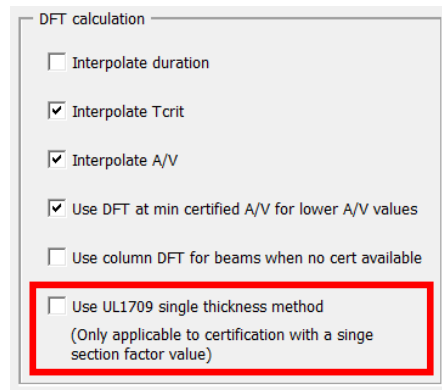 DFT calculation
Interpolate duration
Interpolate Tcrit
Interpolate A/V
Use DFT at min certified A/V for lower A/V values
Use column DFT for beams when no cert available
Use UL1709 single thickness method
(Only applicable to certification with a singe
section factor value)